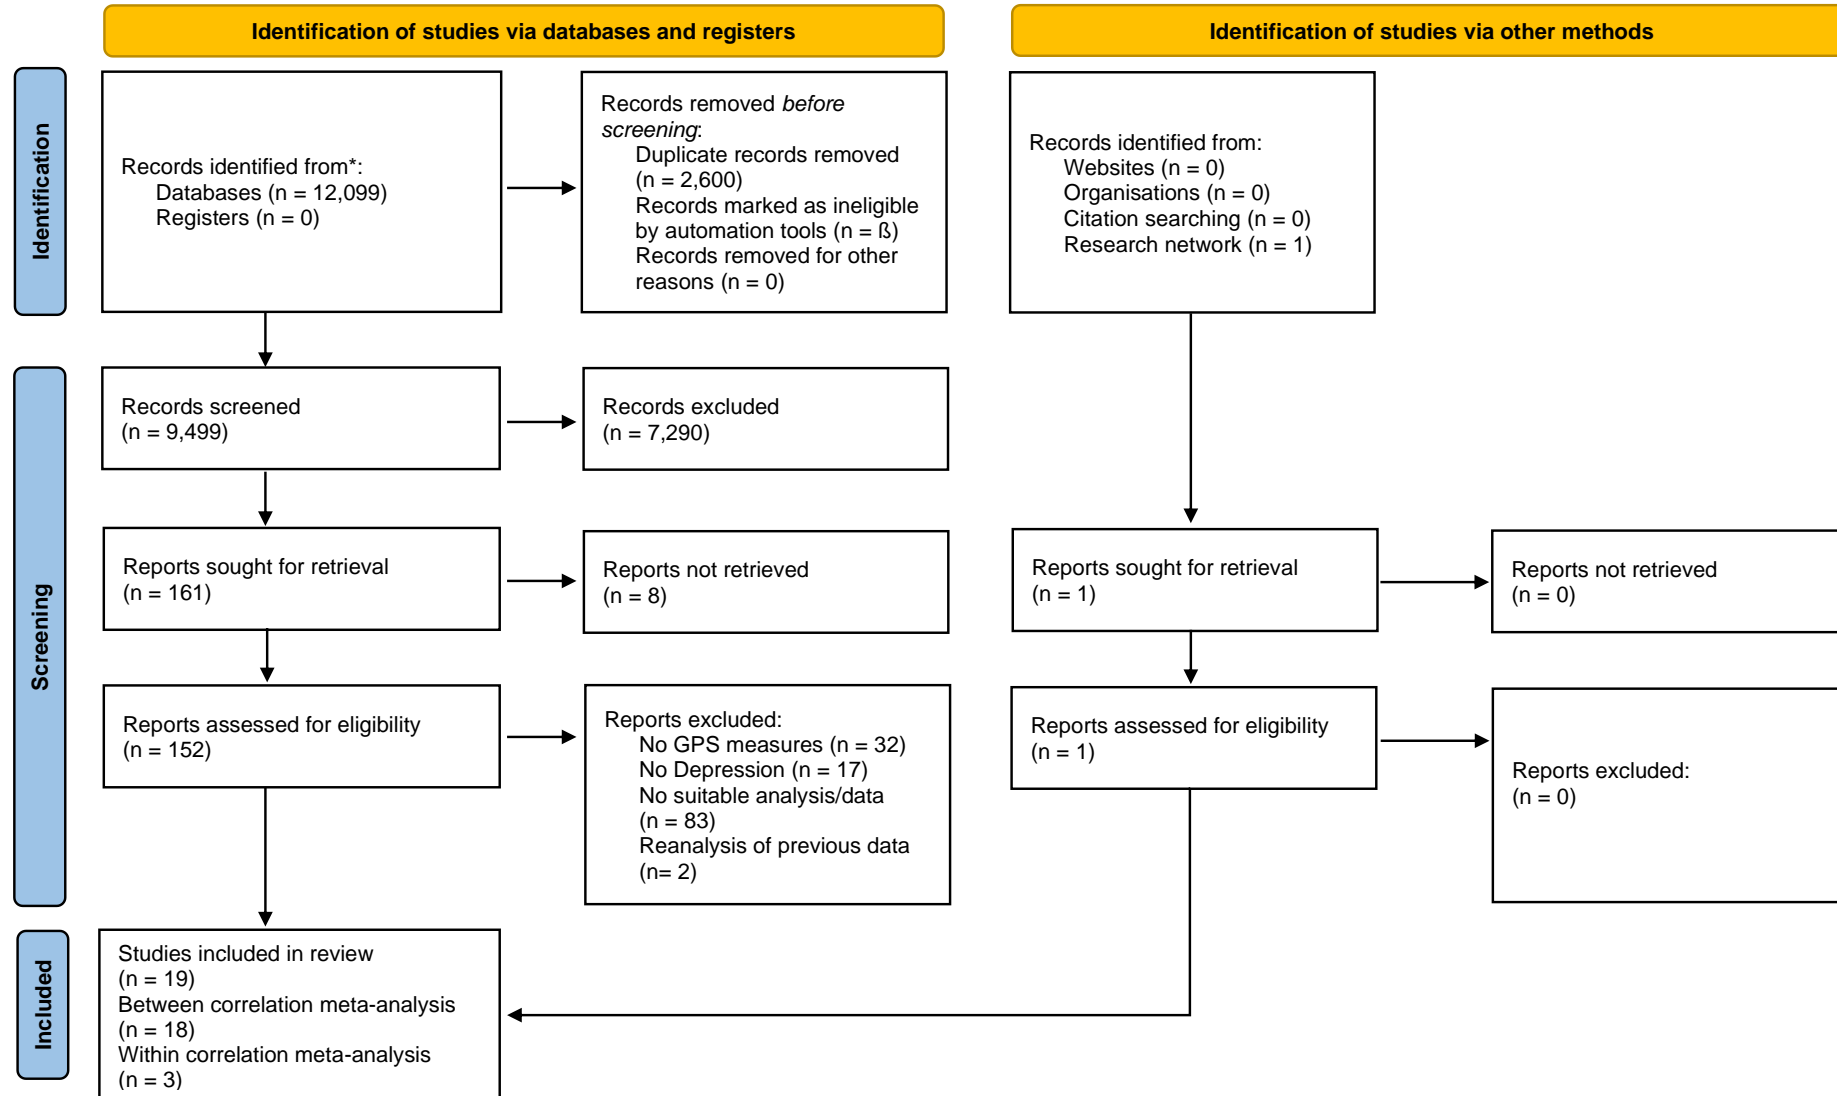 Identification of studies via databases and registers
Identification of studies via other methods
Identification
Records identified from*:
Databases (n = 12,099)
Registers (n = 0)
Records removed before
screening:
Duplicate records removed
(n = 2,600)
Records marked as ineligible
by automation tools (n = ß)
Records removed for other
reasons (n = 0)
Records identified from:
Websites (n = 0)
Organisations (n = 0)
Citation searching (n = 0)
Research network (n = 1)
Screening
Records screened
(n = 9,499)
Records excluded
(n = 7,290)
Reports sought for retrieval
(n = 161)
Reports not retrieved
(n = 8)
Reports sought for retrieval
(n = 1)
Reports not retrieved
(n = 0)
Reports assessed for eligibility
(n = 152)
Reports excluded:
No GPS measures (n = 32)
No Depression (n = 17)
No suitable analysis/data
(n = 83)
Reanalysis of previous data
(n= 2)
Reports assessed for eligibility
(n = 1)
Reports excluded:
(n = 0)
Included
Studies included in review
(n = 19)
Between correlation meta-analysis
(n = 18)
Within correlation meta-analysis
(n = 3)